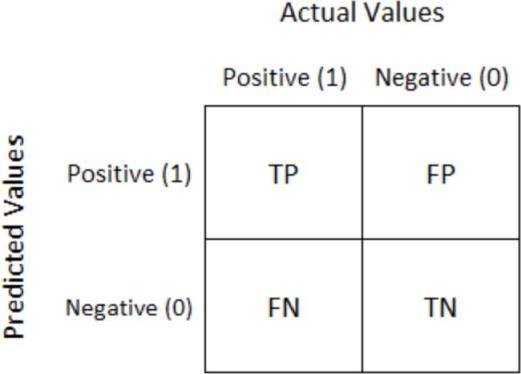 Actual Values
Positive (1) Negative (0)
Predicted Values
Positive (1) TP FP
Negative (0) FN TN